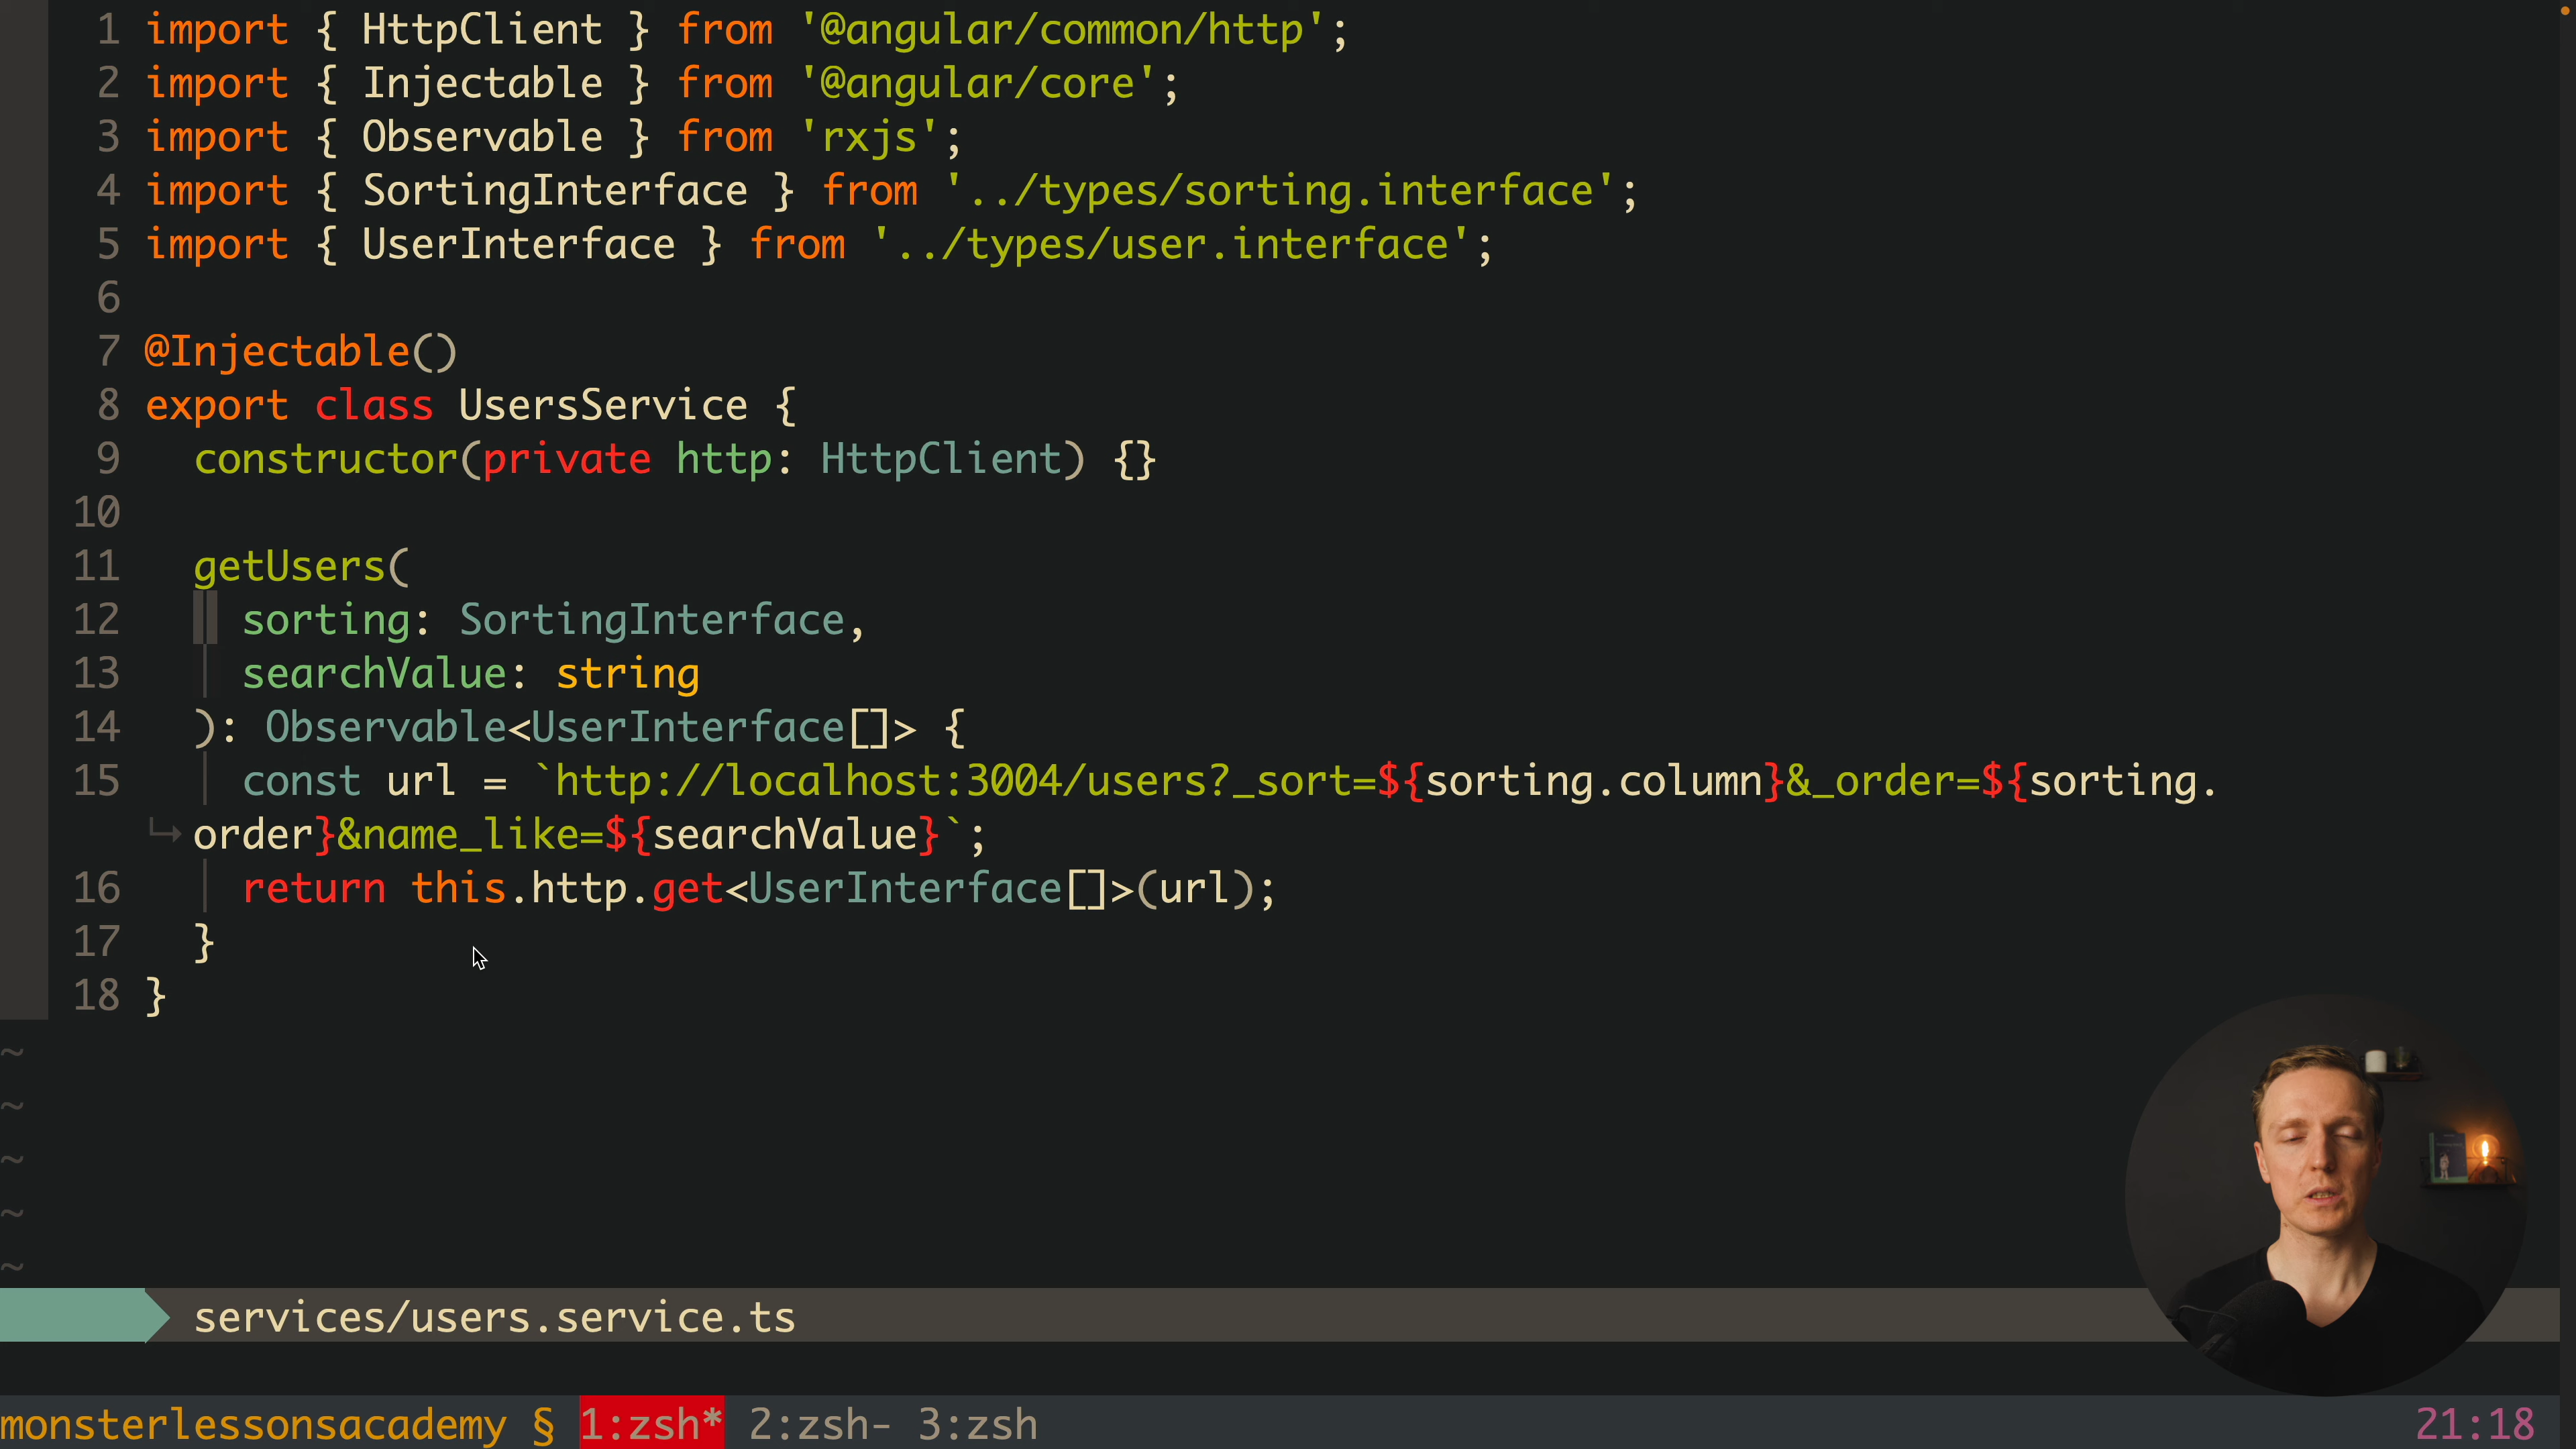 1 import { HttpClient } from '@angular/common/http';
2 import { Injectable } from '@angular/core';
3 import { Observable } from 'rxjs';
4 import { SortingInterface } from '../types/sorting.interface';
5 import { UserInterface } from '../types/user.interface';
6
7 @Injectable()
8 export class UsersService {
9   constructor(private http: HttpClient) {}
10
11   getUsers(
12     sorting: SortingInterface,
13     searchValue: string
14   ): Observable<UserInterface[]> {
15     const url = `http://localhost:3004/users?_sort=${sorting.column}&_order=${sorting.
↳ order}&name_like=${searchValue}`;
16     return this.http.get<UserInterface[]>(url);
17   }
18 }
~
~
~
~
~
services/users.service.ts
monsterlessonsacademy § 1:zsh* 2:zsh- 3:zsh 21:18